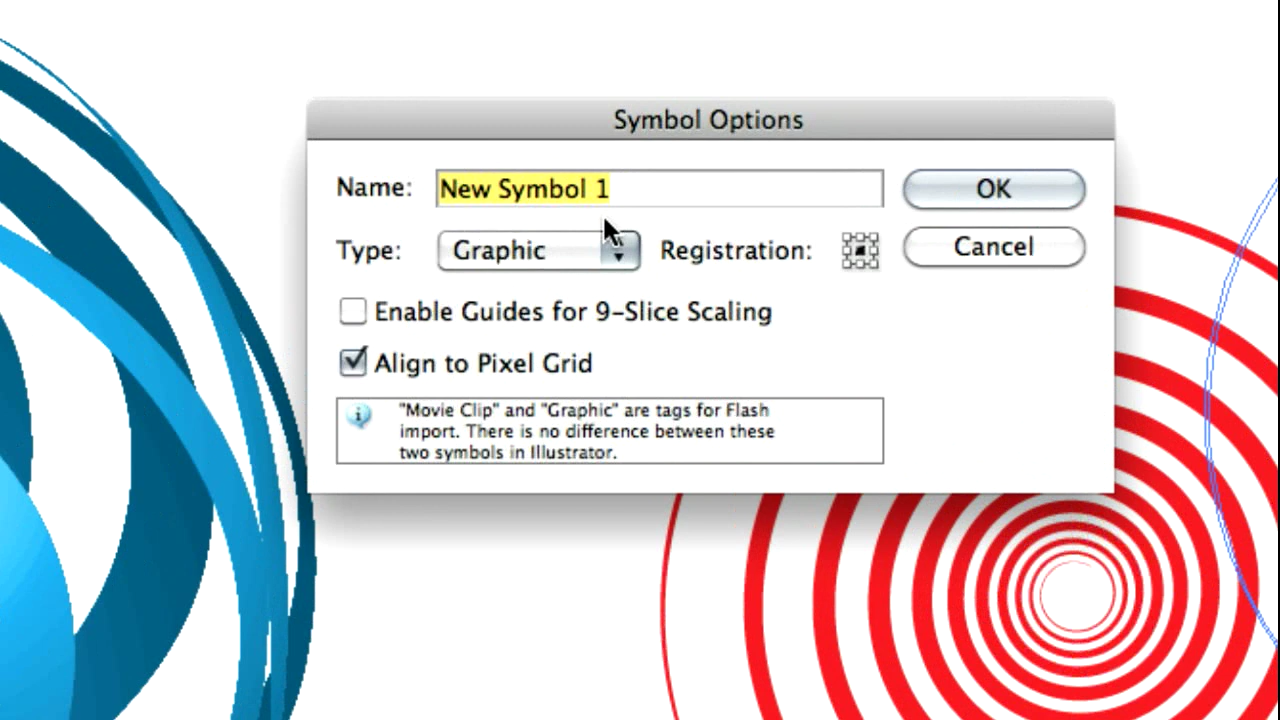 Symbol Options
Name: New Symbol 1 OK
Type: Graphic Registration: Cancel
Enable Guides for 9-Slice Scaling
Align to Pixel Grid
"Movie Clip" and "Graphic" are tags for Flash
import. There is no difference between these
two symbols in Illustrator.